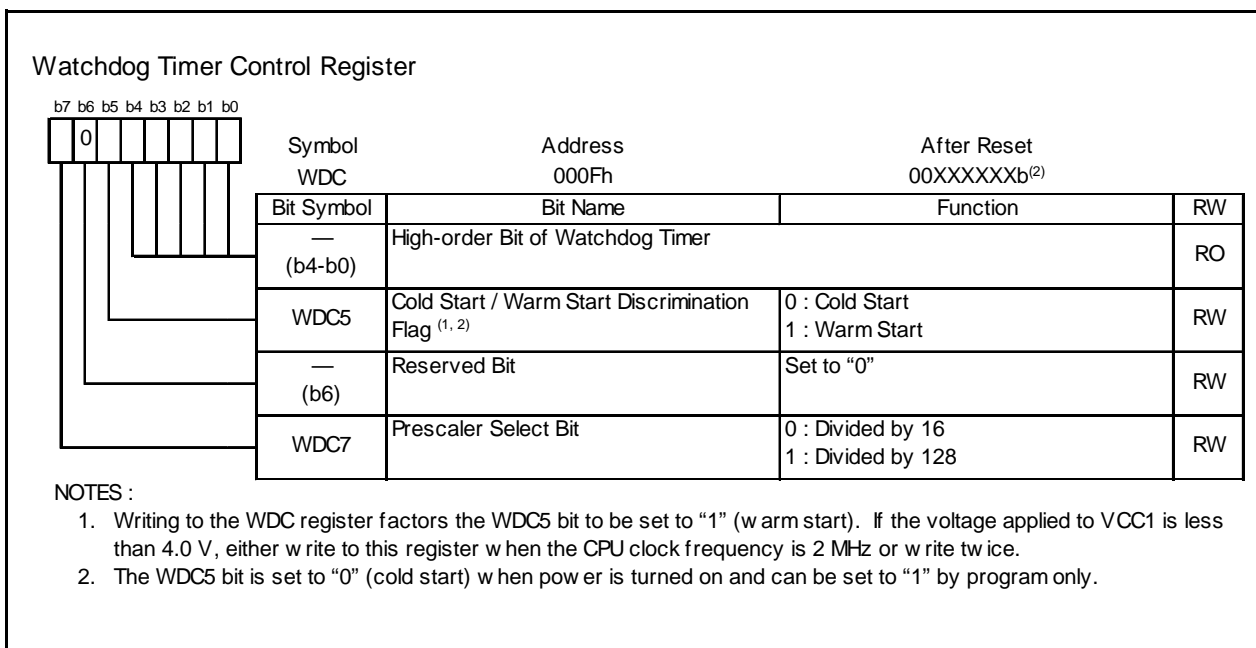 Watchdog Timer Control Register
b7 b6 b5 b4 b3 b2 b1 b0
0
Symbol Address After Reset
WDC 000Fh 00XXXXXXb(2)
Bit Symbol Bit Name Function RW
— (b4-b0) High-order Bit of Watchdog Timer RO
WDC5 Cold Start / Warm Start Discrimination Flag (1, 2) 0 : Cold Start 1 : Warm Start RW
— (b6) Reserved Bit Set to “0” RW
WDC7 Prescaler Select Bit 0 : Divided by 16 1 : Divided by 128 RW
NOTES :
1. Writing to the WDC register factors the WDC5 bit to be set to “1” (warm start). If the voltage applied to VCC1 is less
than 4.0 V, either write to this register when the CPU clock frequency is 2 MHz or write twice.
2. The WDC5 bit is set to “0” (cold start) when power is turned on and can be set to “1” by program only.